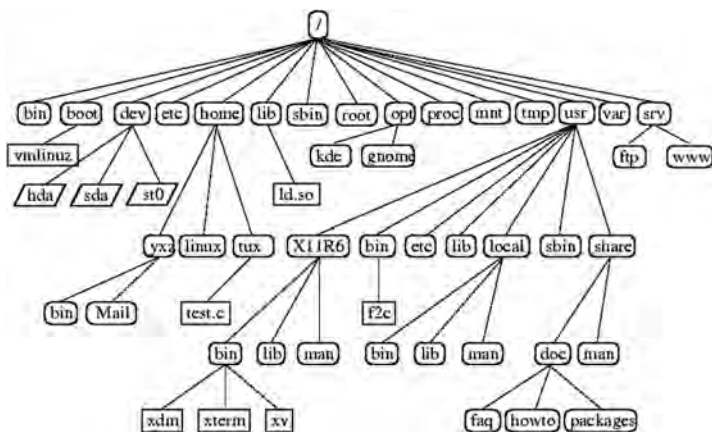 /
bin boot dev etc home lib sbin root opt proc mnt tmp usr var srv
vmlinuz kde gnome ftp www
hda sda st0 ld.so
yxz linux tux X11R6 bin etc lib local sbin share
bin Mail test.c f2c
bin lib man bin lib man doc man
xdm xterm xv faq howto packages